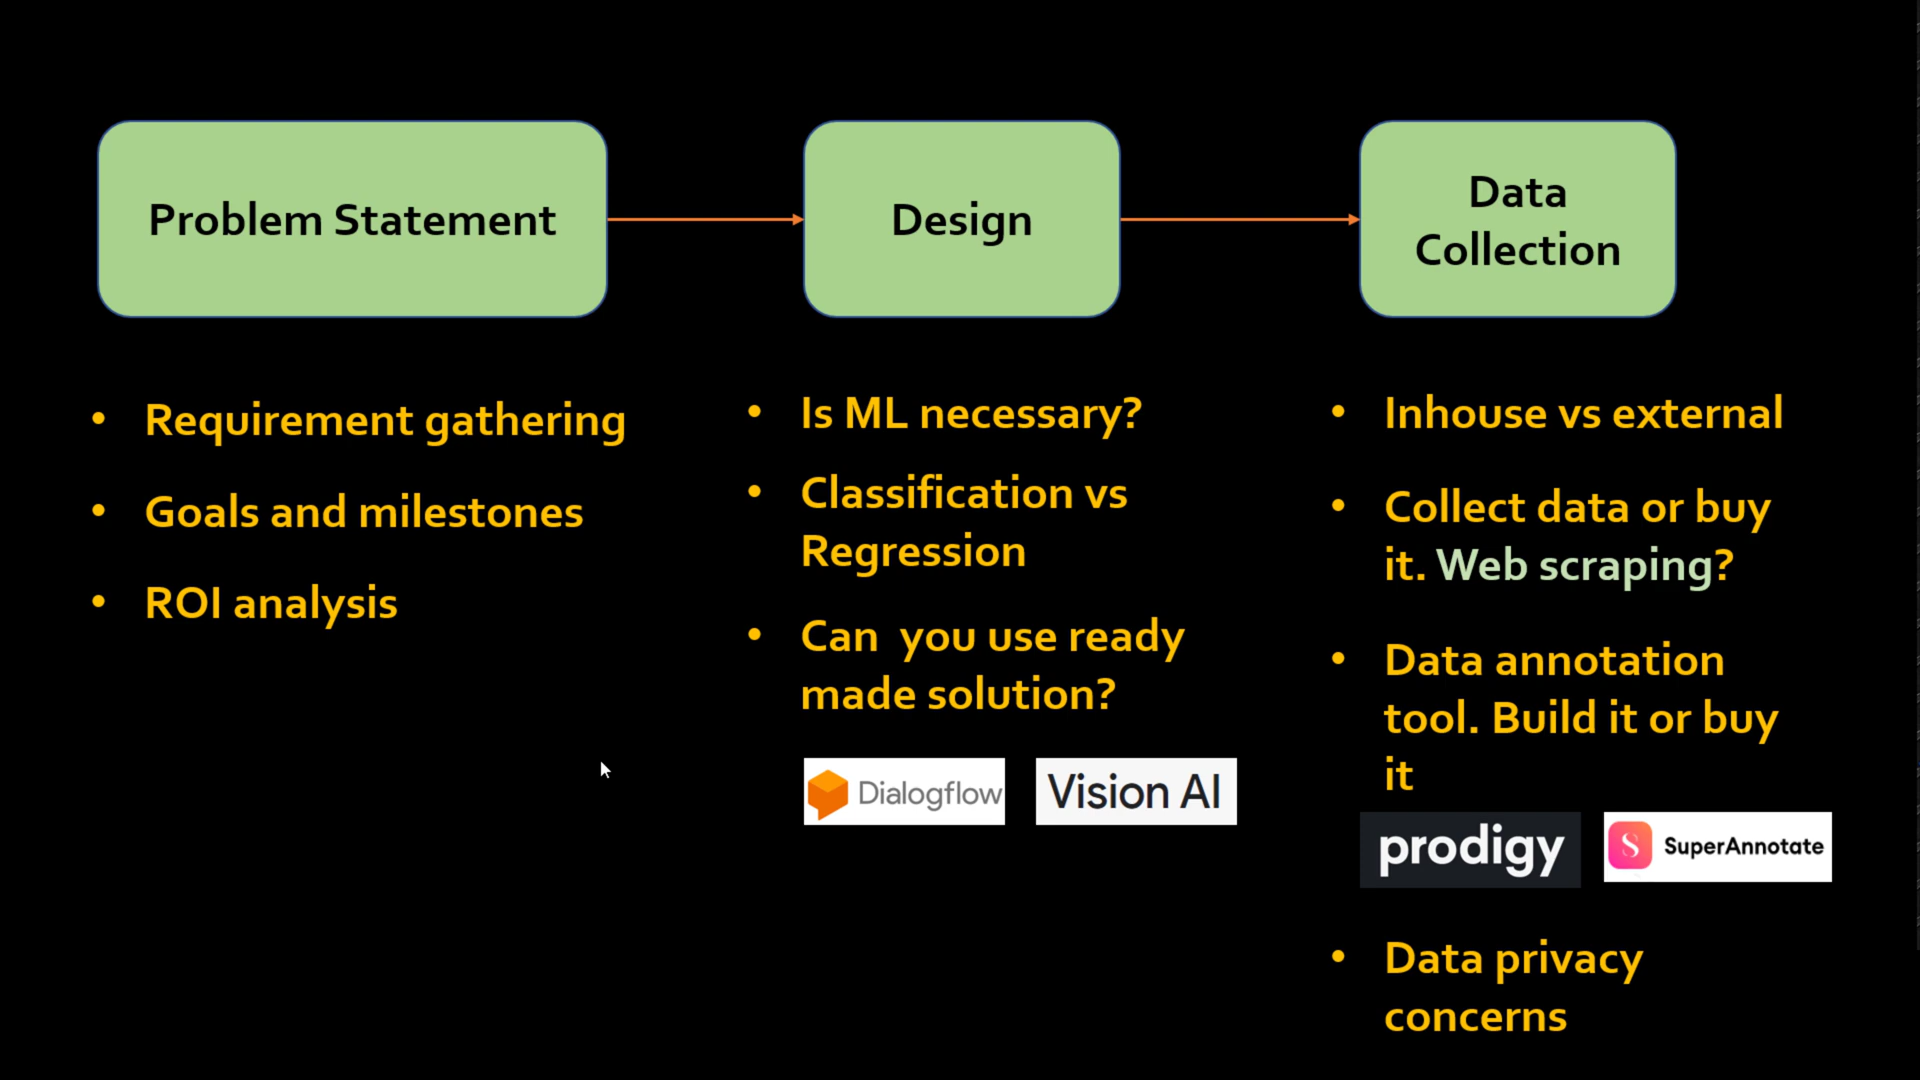 Problem Statement
Design
Data
Collection
• Requirement gathering
• Goals and milestones
• ROI analysis
• Is ML necessary?
• Classification vs
Regression
• Can  you use ready
made solution?
Dialogflow
Vision AI
• Inhouse vs external
• Collect data or buy
it. Web scraping?
• Data annotation
tool. Build it or buy
it
prodigy
SuperAnnotate
• Data privacy
concerns